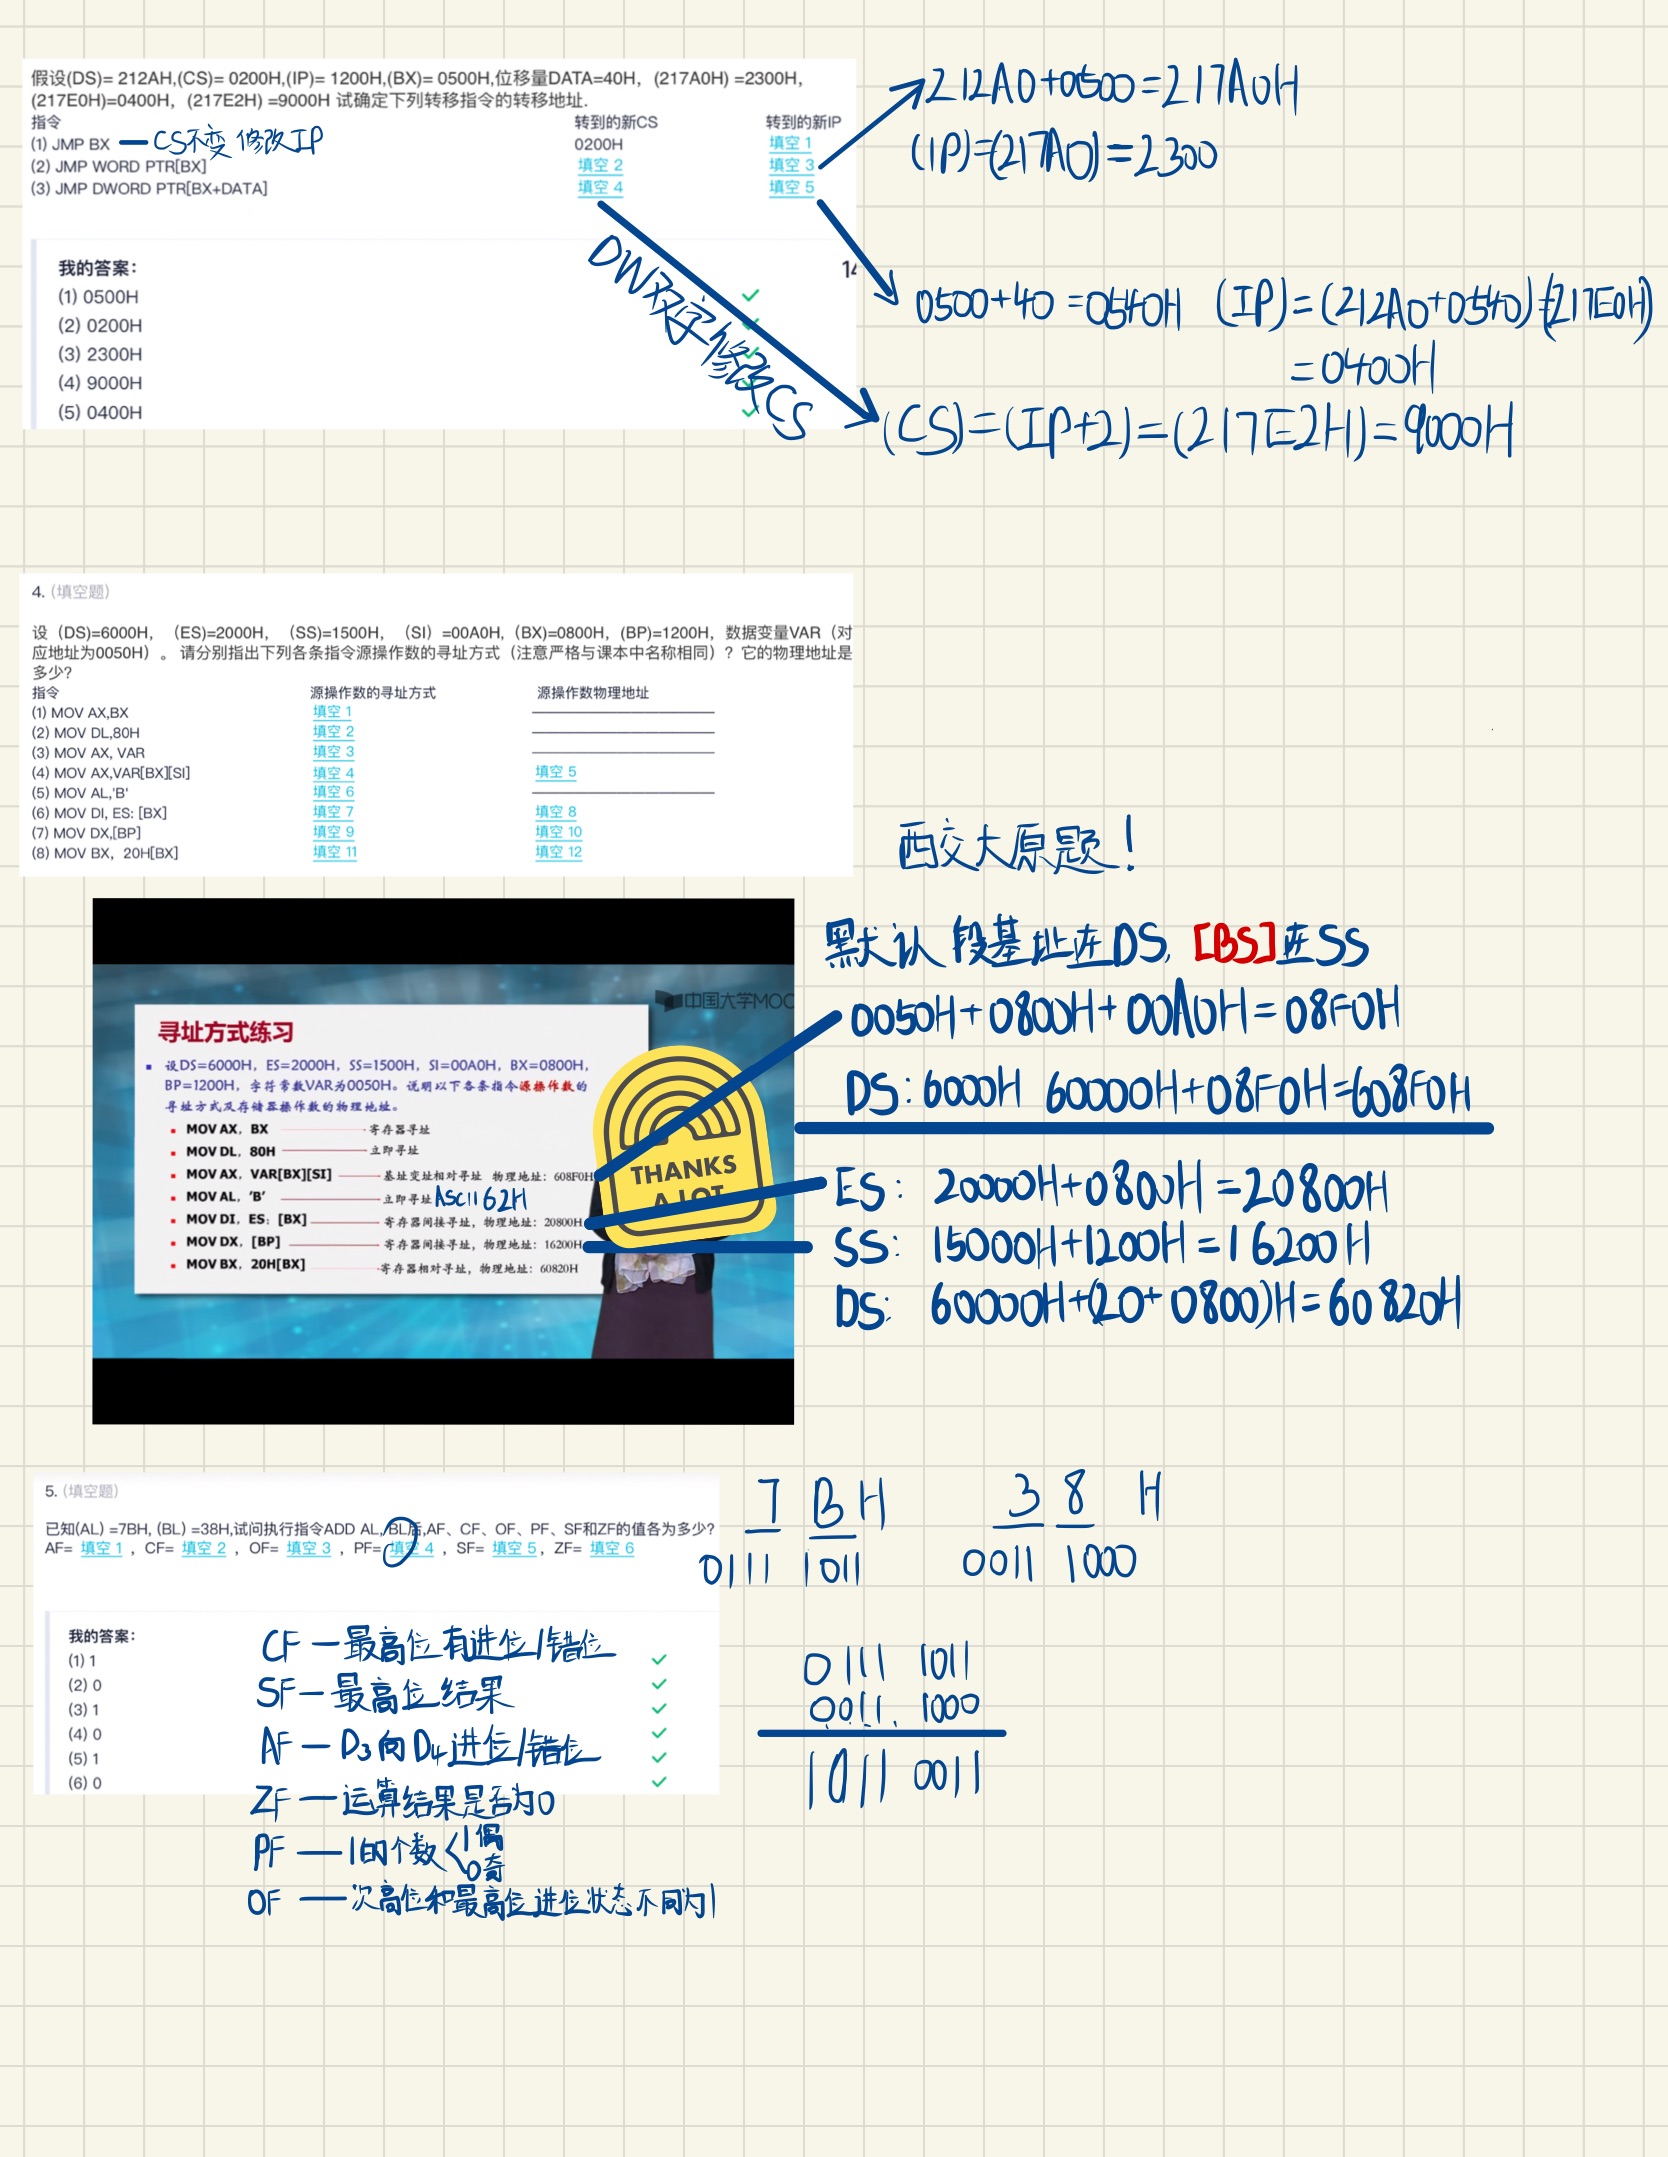 假设(DS)= 212AH,(CS)= 0200H,(IP)= 1200H,(BX)= 0500H,位移量DATA=40H, (217A0H) =2300H,
(217E0H)=0400H, (217E2H) =9000H 试确定下列转移指令的转移地址.
指令 转到的新CS 转到的新IP
(1) JMP BX — CS不变 修改IP 0200H 填空 1
(2) JMP WORD PTR[BX] 填空 2 填空 3
(3) JMP DWORD PTR[BX+DATA] 填空 4 填空 5
212A0+0500=217A0H
(IP)=(217A0)=2300
我的答案:
14
(1) 0500H
(2) 0200H
(3) 2300H
(4) 9000H
(5) 0400H
DW双字修改CS
0500+40=0540H (IP)=(212A0+0540)=(217E0H)
=0400H
(CS)=(IP+2)=(217E2H)=9000H
4. (填空题)
设 (DS)=6000H, (ES)=2000H, (SS)=1500H, (SI) =00A0H, (BX)=0800H, (BP)=1200H, 数据变量VAR (对
应地址为0050H) 。 请分别指出下列各条指令源操作数的寻址方式 (注意严格与课本中名称相同) ? 它的物理地址是
多少?
指令 源操作数的寻址方式 源操作数物理地址
(1) MOV AX,BX 填空 1
(2) MOV DL,80H 填空 2
(3) MOV AX, VAR 填空 3
(4) MOV AX,VAR[BX][SI] 填空 4 填空 5
(5) MOV AL,'B' 填空 6
(6) MOV DI, ES: [BX] 填空 7 填空 8
(7) MOV DX,[BP] 填空 9 填空 10
(8) MOV BX, 20H[BX] 填空 11 填空 12
西交大原题!
默认段基址在DS, [BS]在SS
0050H+0800H+00A0H=08F0H
DS:6000H 60000H+08F0H=608F0H
ES: 20000H+0800H=20800H
SS: 15000H+1200H=16200H
DS: 60000H+(20+0800)H=60820H
中国大学MOO
寻址方式练习
设DS=6000H, ES=2000H, SS=1500H, SI=00A0H, BX=0800H,
BP=1200H, 字符常数VAR为0050H。说明以下各条指令源操作数的
寻址方式及存储器操作数的物理地址。
MOV AX, BX 寄存器寻址
MOV DL, 80H 立即寻址
MOV AX, VAR[BX][SI] 基址变址相对寻址 物理地址: 608F0H
MOV AL, 'B' 立即寻址 ASCII 62H
MOV DI, ES: [BX] 寄存器间接寻址, 物理地址: 20800H
MOV DX, [BP] 寄存器间接寻址, 物理地址: 16200H
MOV BX, 20H[BX] 寄存器相对寻址, 物理地址: 60820H
THANKS
A LOT
5. (填空题)
已知(AL) =7BH, (BL) =38H,试问执行指令ADD AL, BL后,AF、CF、OF、PF、SF和ZF的值各为多少?
AF= 填空 1 , CF= 填空 2 , OF= 填空 3 , PF= 填空 4 , SF= 填空 5 , ZF= 填空 6
7 B H 3 8 H
0111 1011 0011 1000
我的答案:
(1) 1
(2) 0
(3) 1
(4) 0
(5) 1
(6) 0
CF — 最高位有进位/错位
SF — 最高位结果
AF — D3向D4进位/错位
ZF — 运算结果是否为0
PF — 1的个数<1偶
0奇
OF — 次高位和最高位进位状态不同为1
0111 1011
0011 1000
1011 0011